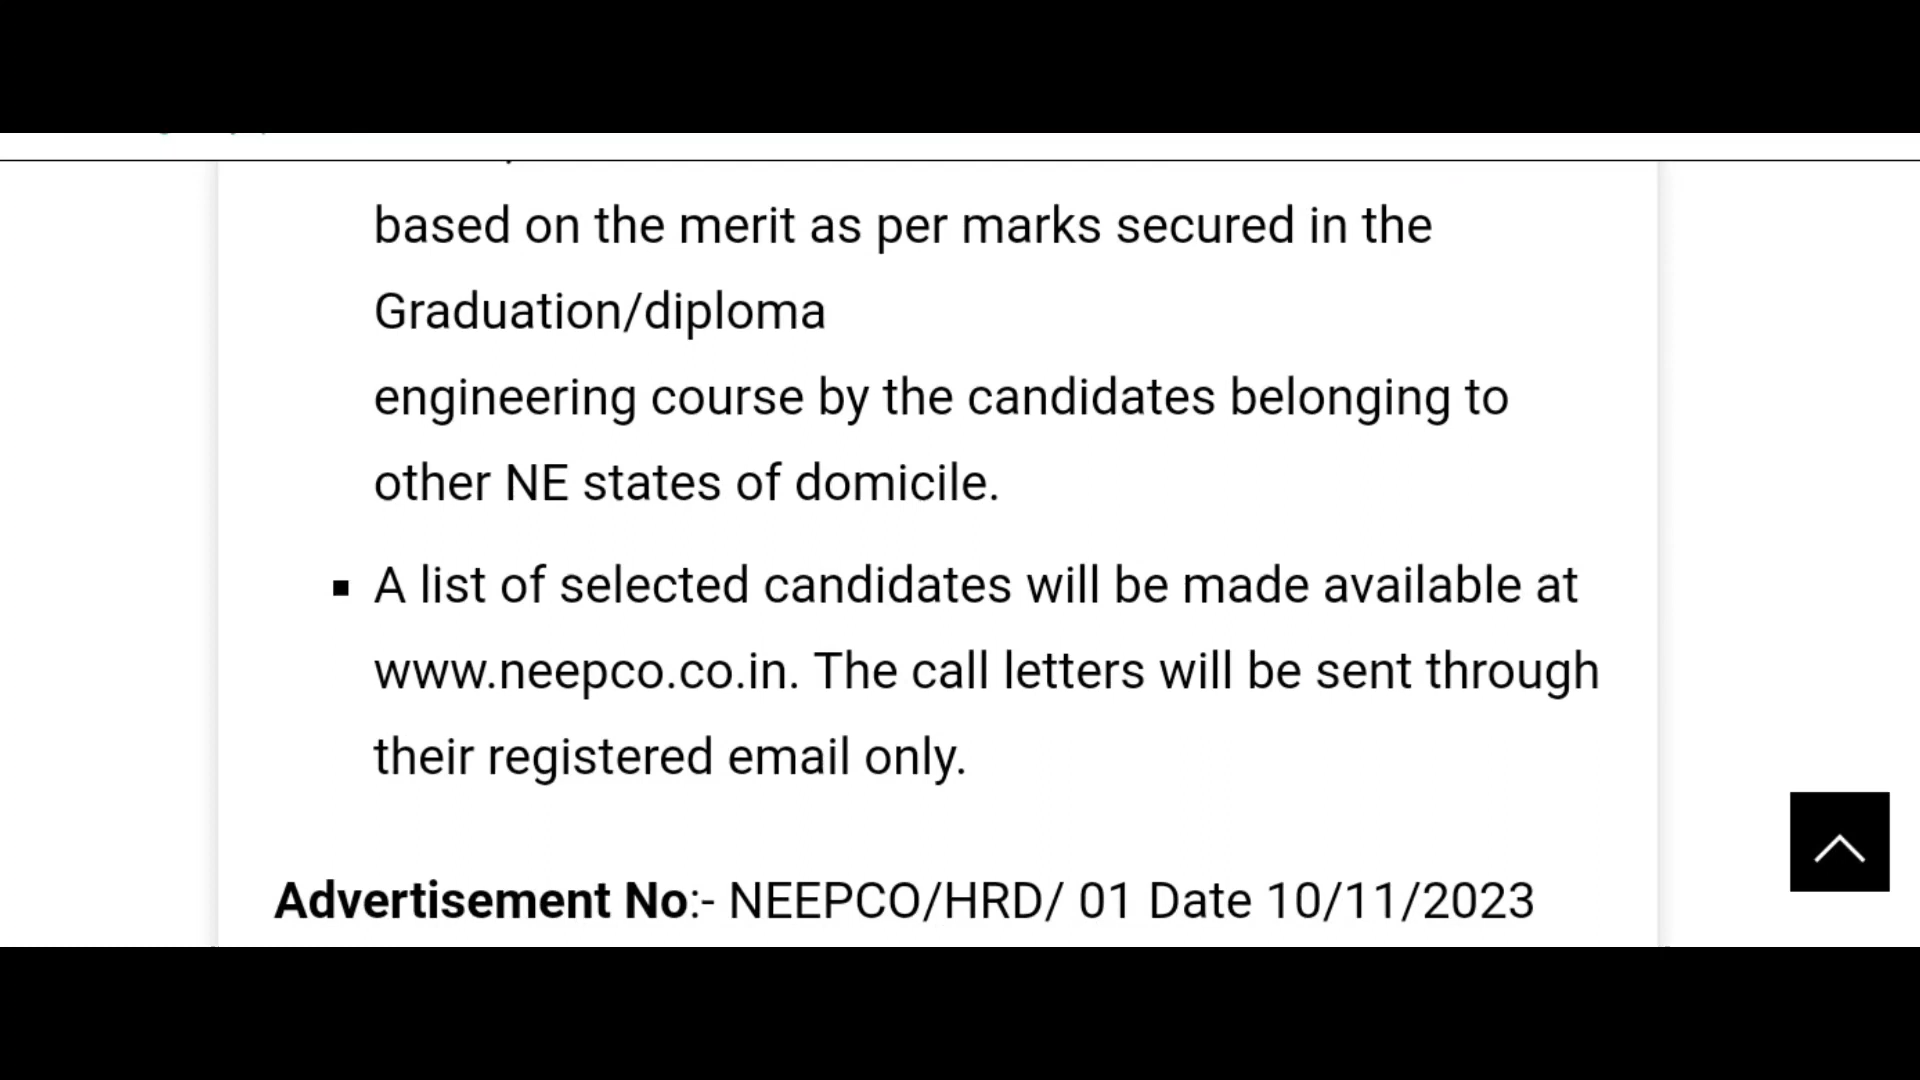 based on the merit as per marks secured in the
Graduation/diploma
engineering course by the candidates belonging to
other NE states of domicile.
▪ A list of selected candidates will be made available at
www.neepco.co.in. The call letters will be sent through
their registered email only.
Advertisement No:- NEEPCO/HRD/ 01 Date 10/11/2023